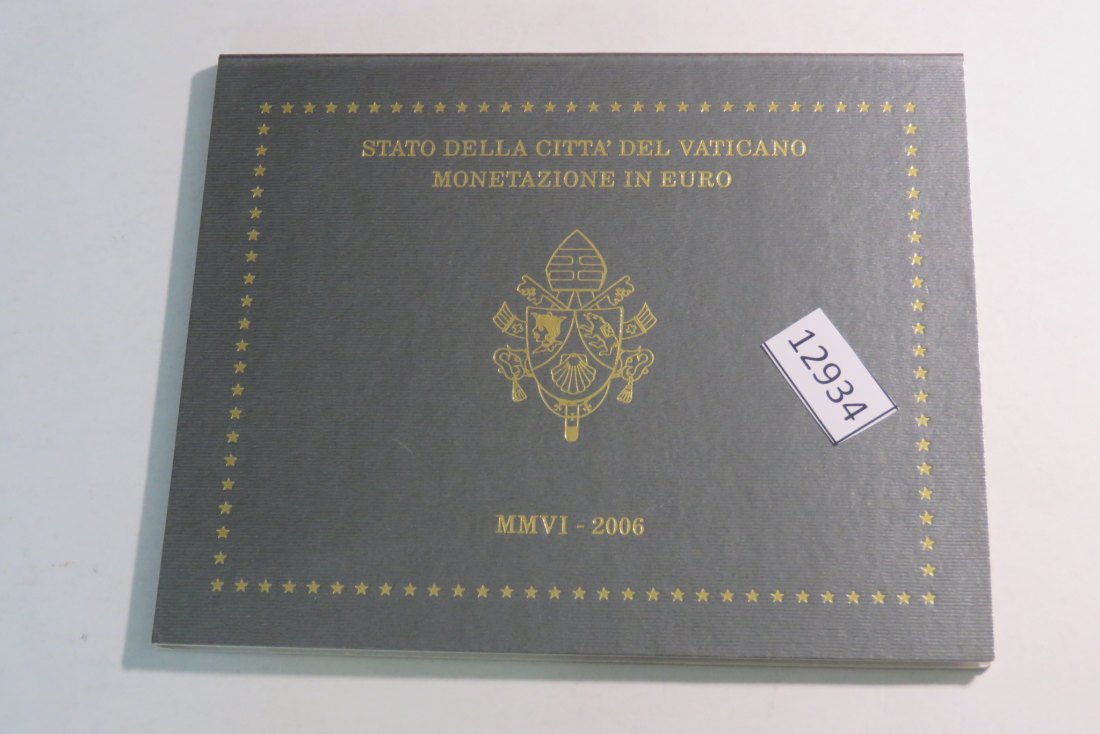 STATO DELLA CITTA' DEL VATICANO
MONETAZIONE IN EURO
12934
MMVI - 2006